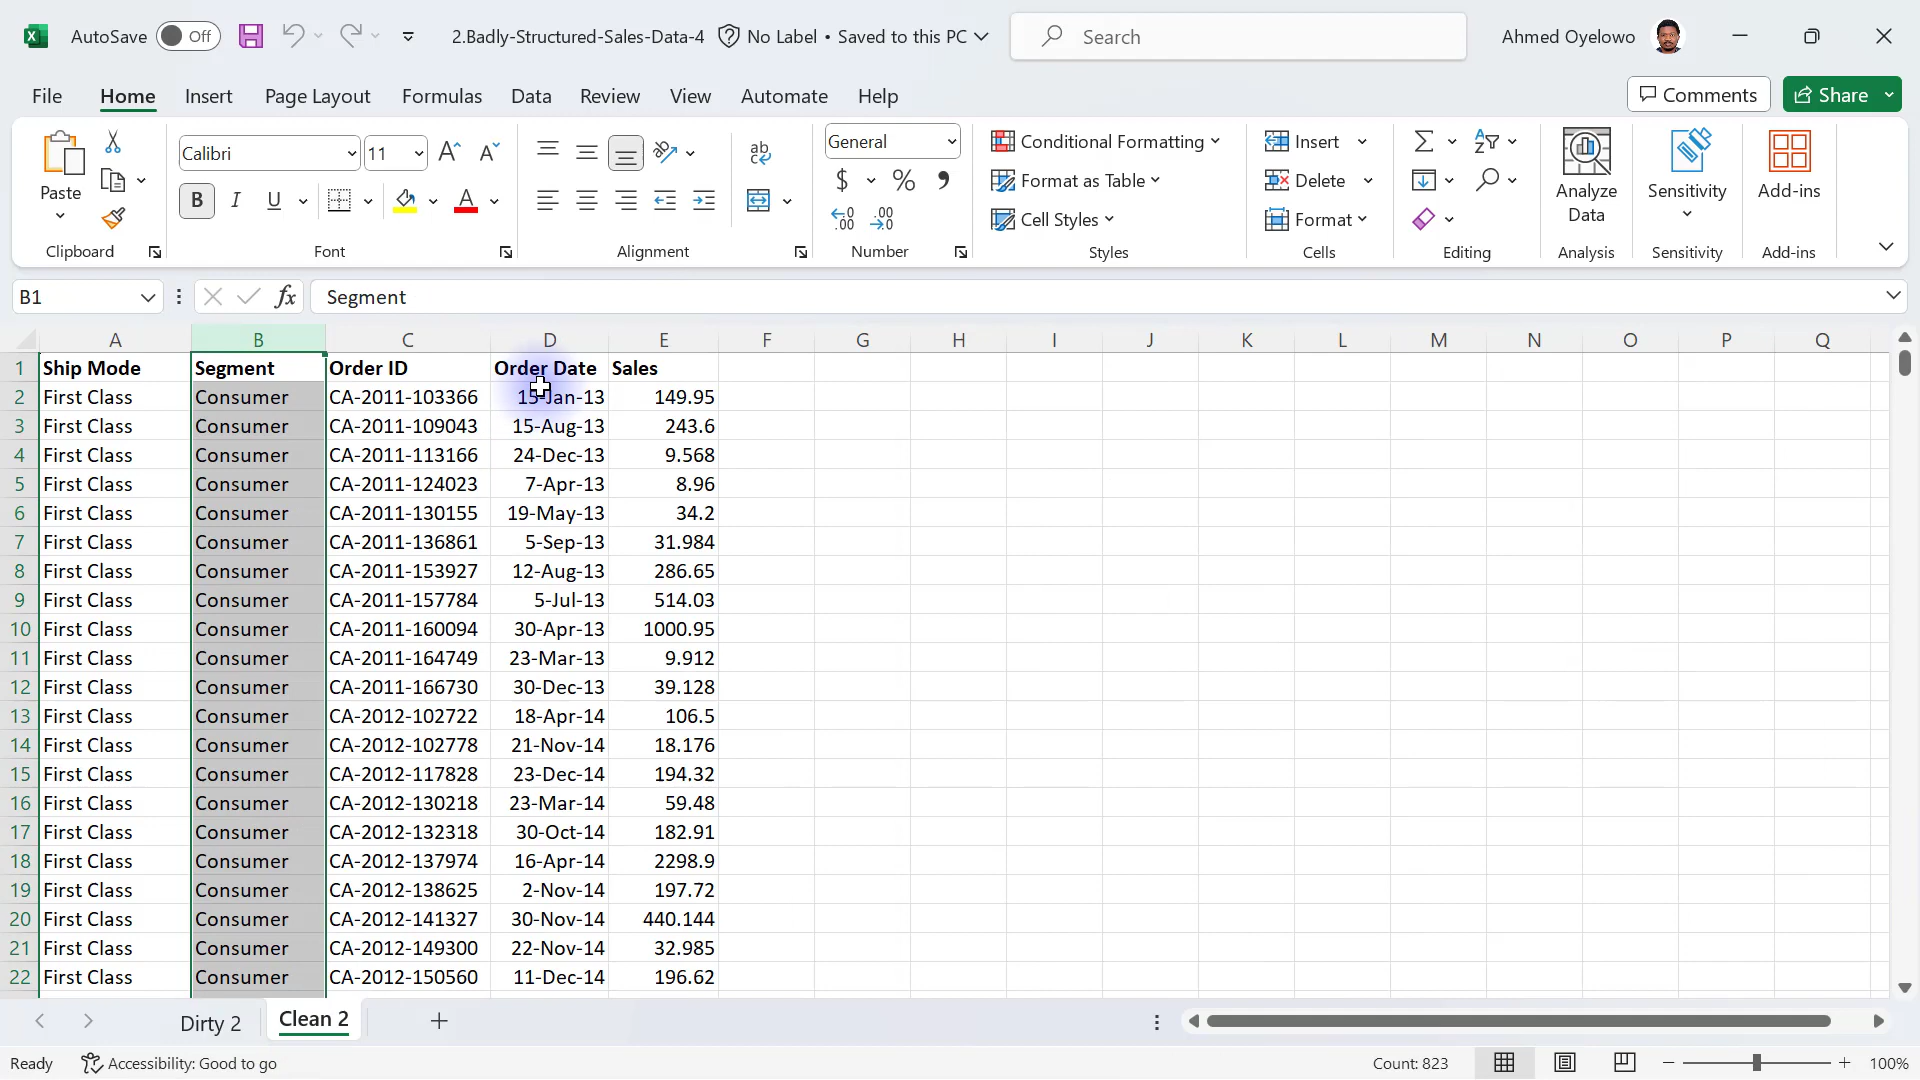 AutoSave Off 2.Badly-Structured-Sales-Data-4 No Label • Saved to this PC Search Ahmed Oyelowo
File Home Insert Page Layout Formulas Data Review View Automate Help Comments Share
Paste Calibri 11 General Conditional Formatting Insert Analyze Data Sensitivity Add-ins
B I U A ab c $ % , Format as Table Delete
Cell Styles Format
Clipboard Font Alignment Number Styles Cells Editing Analysis Sensitivity Add-ins
B1 fx Segment
A B C D E F G H I J K L M N O P Q
1 Ship Mode Segment Order ID Order Date Sales
2 First Class Consumer CA-2011-103366 15-Jan-13 149.95
3 First Class Consumer CA-2011-109043 15-Aug-13 243.6
4 First Class Consumer CA-2011-113166 24-Dec-13 9.568
5 First Class Consumer CA-2011-124023 7-Apr-13 8.96
6 First Class Consumer CA-2011-130155 19-May-13 34.2
7 First Class Consumer CA-2011-136861 5-Sep-13 31.984
8 First Class Consumer CA-2011-153927 12-Aug-13 286.65
9 First Class Consumer CA-2011-157784 5-Jul-13 514.03
10 First Class Consumer CA-2011-160094 30-Apr-13 1000.95
11 First Class Consumer CA-2011-164749 23-Mar-13 9.912
12 First Class Consumer CA-2011-166730 30-Dec-13 39.128
13 First Class Consumer CA-2012-102722 18-Apr-14 106.5
14 First Class Consumer CA-2012-102778 21-Nov-14 18.176
15 First Class Consumer CA-2012-117828 23-Dec-14 194.32
16 First Class Consumer CA-2012-130218 23-Mar-14 59.48
17 First Class Consumer CA-2012-132318 30-Oct-14 182.91
18 First Class Consumer CA-2012-137974 16-Apr-14 2298.9
19 First Class Consumer CA-2012-138625 2-Nov-14 197.72
20 First Class Consumer CA-2012-141327 30-Nov-14 440.144
21 First Class Consumer CA-2012-149300 22-Nov-14 32.985
22 First Class Consumer CA-2012-150560 11-Dec-14 196.62
Dirty 2 Clean 2
Ready Accessibility: Good to go Count: 823 100%